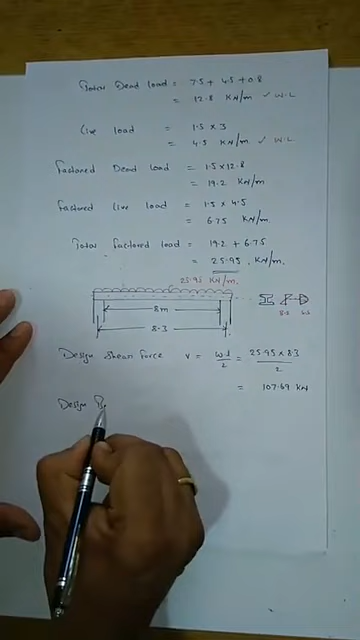 Total Dead load = 7.5 + 4.5 + 0.8
= 12.8 KN/m ✓ W.L
Live load = 1.5 x 3
= 4.5 KN/m ✓ W.L
Factored Dead load = 1.5 x 12.8
= 19.2 KN/m
Factored Live load = 1.5 x 4.5
= 6.75 KN/m
Total factored load = 19.2 + 6.75
= 25.95 KN/m.
25.95 KN/m.
8m
8.3
Design Shear force V = w.l/2 = 25.95 x 8.3/2
= 107.69 KN
Design